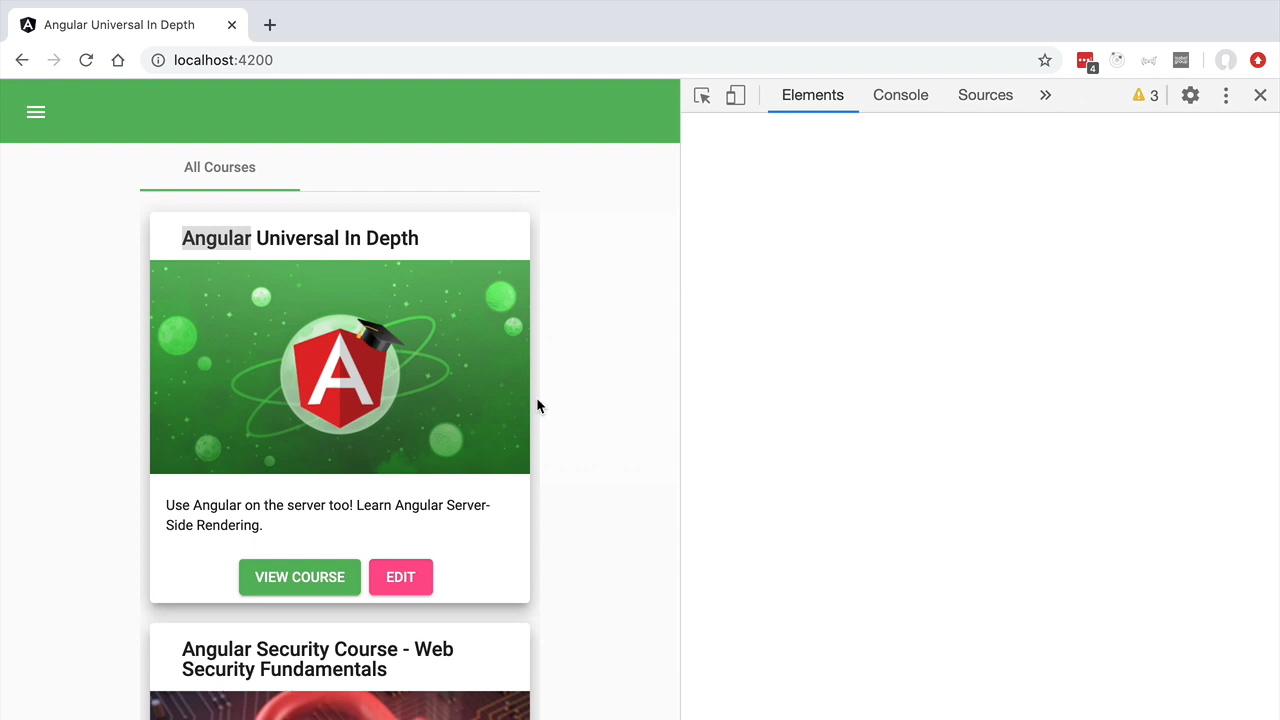 Angular Universal In Depth
localhost:4200
4
Elements
Console
Sources
3
All Courses
Angular Universal In Depth
A
Use Angular on the server too! Learn Angular Server-
Side Rendering.
VIEW COURSE
EDIT
Angular Security Course - Web
Security Fundamentals